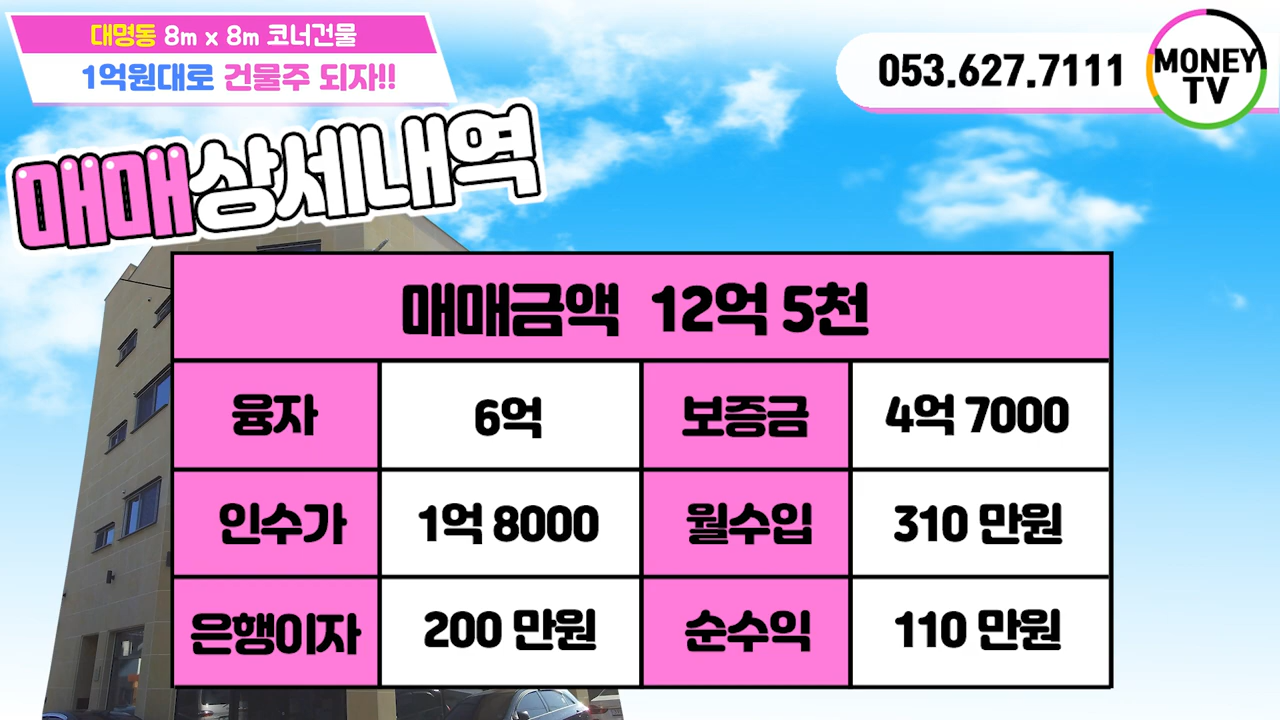 대명동 8m x 8m 코너건물
1억원대로 건물주 되자!!
053.627.7111
MONEY
TV
매매상세내역
매매금액 12억 5천
융자 6억 보증금 4억 7000
인수가 1억 8000 월수입 310 만원
은행이자 200 만원 순수익 110 만원